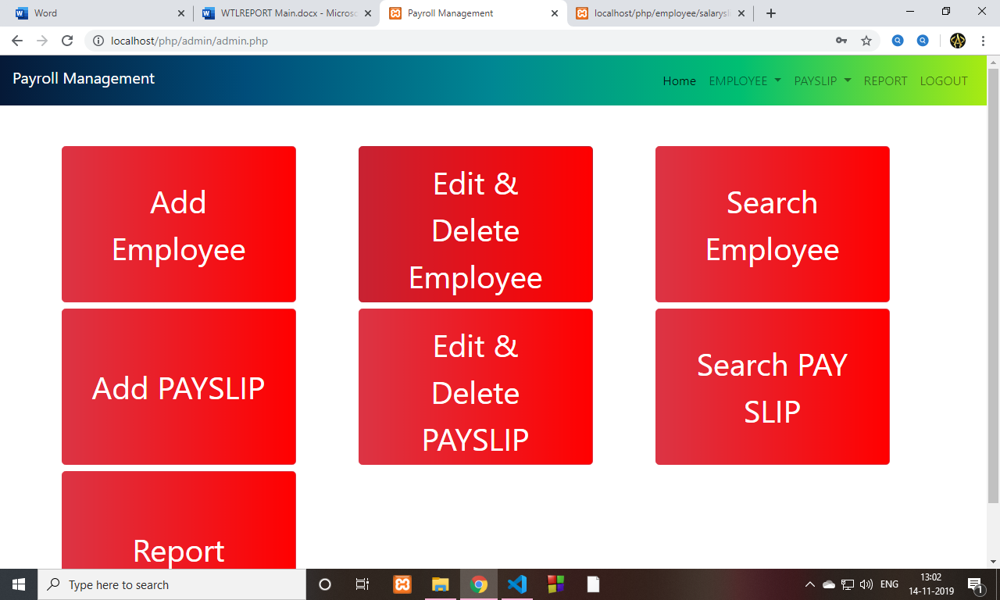 Word
WTLREPORT Main.docx - Microso
Payroll Management
localhost/php/employee/salarysl
localhost/php/admin/admin.php
Payroll Management
Home EMPLOYEE PAYSLIP REPORT LOGOUT
Add
Employee
Edit &
Delete
Employee
Search
Employee
Add PAYSLIP
Edit &
Delete
PAYSLIP
Search PAY
SLIP
Report
Type here to search
ENG
13:02
14-11-2019
1